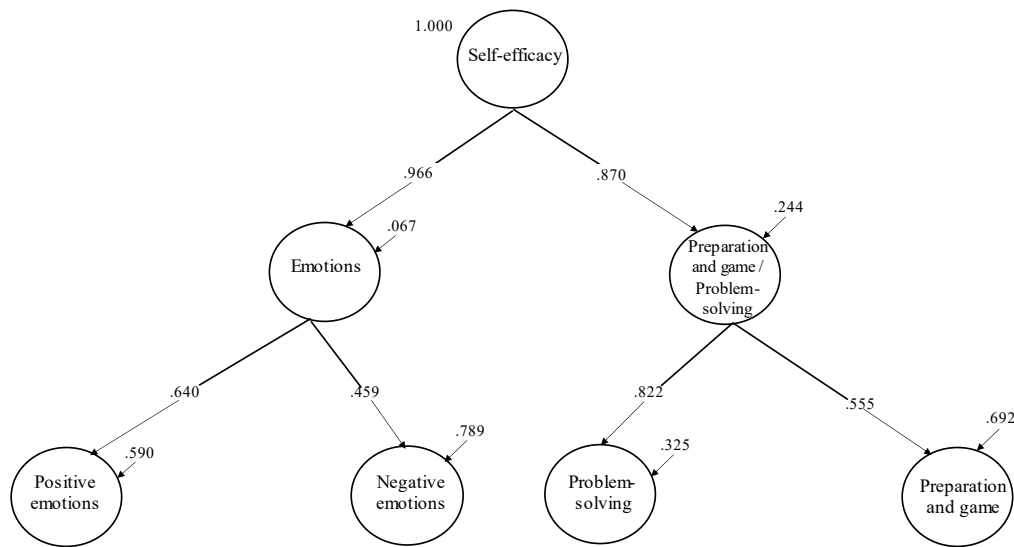 1.000
Self-efficacy
.966
.870
.067
.244
Emotions
Preparation
and game /
Problem-
solving
.640
.459
.822
.555
.590
.789
.325
.692
Positive
emotions
Negative
emotions
Problem-
solving
Preparation
and game